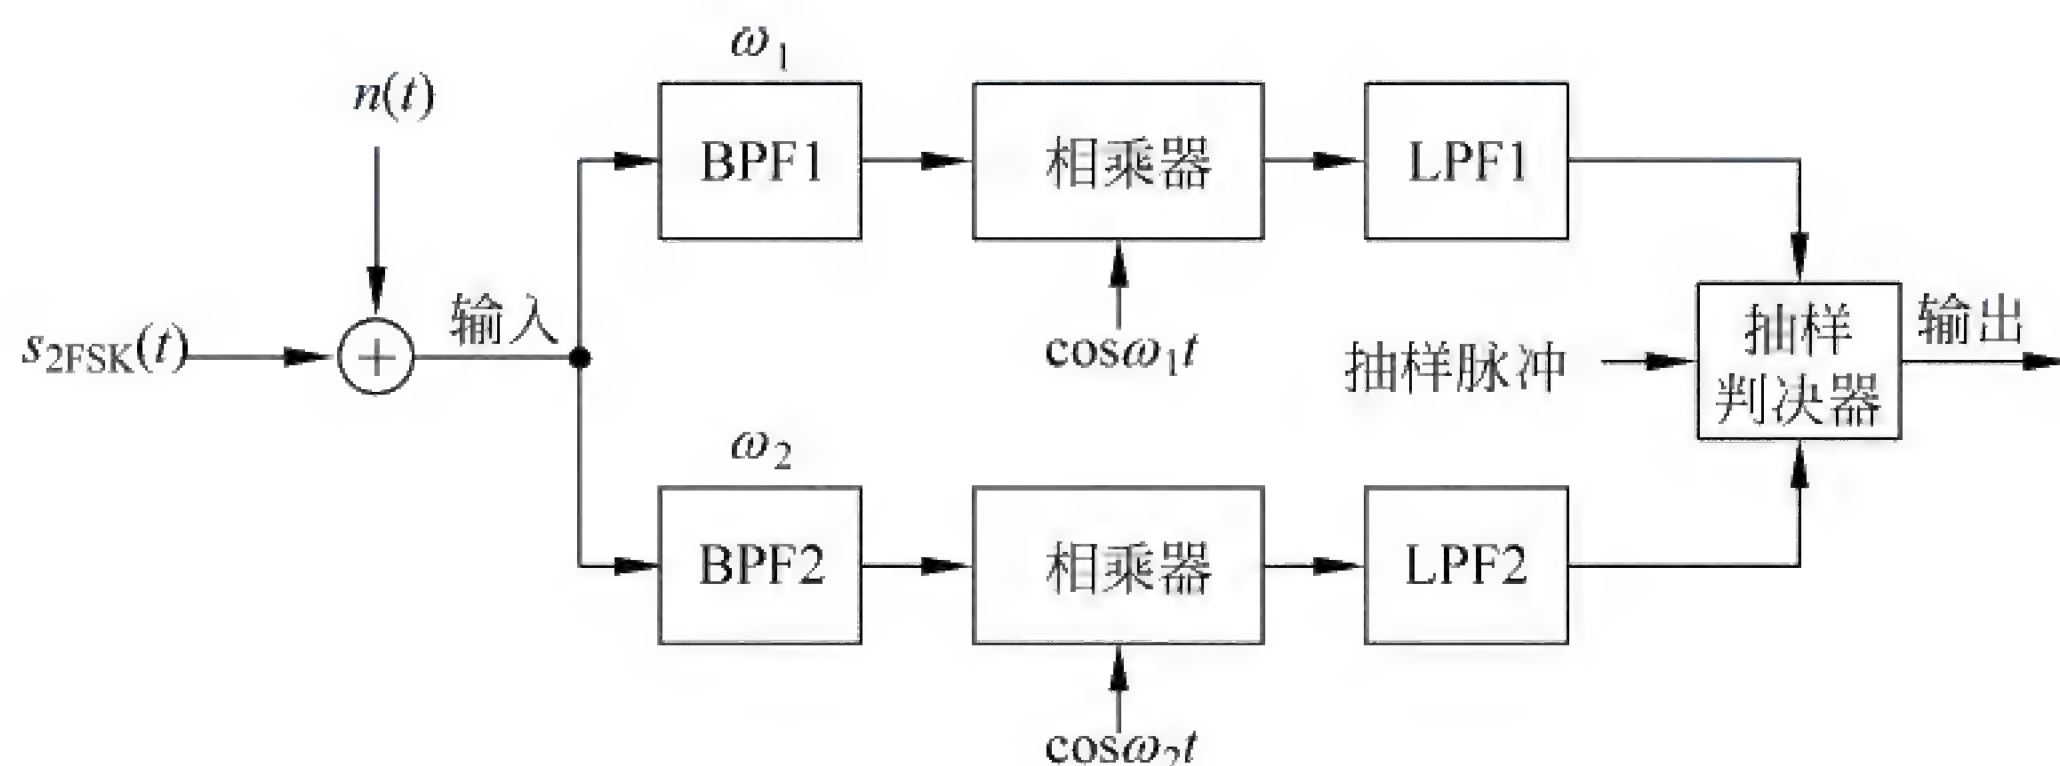 ω1
n(t)
BPF1
相乘器
LPF1
s2FSK(t)
输入
cosω1t
抽样脉冲
抽样
判决器
输出
ω2
BPF2
相乘器
LPF2
cosω2t